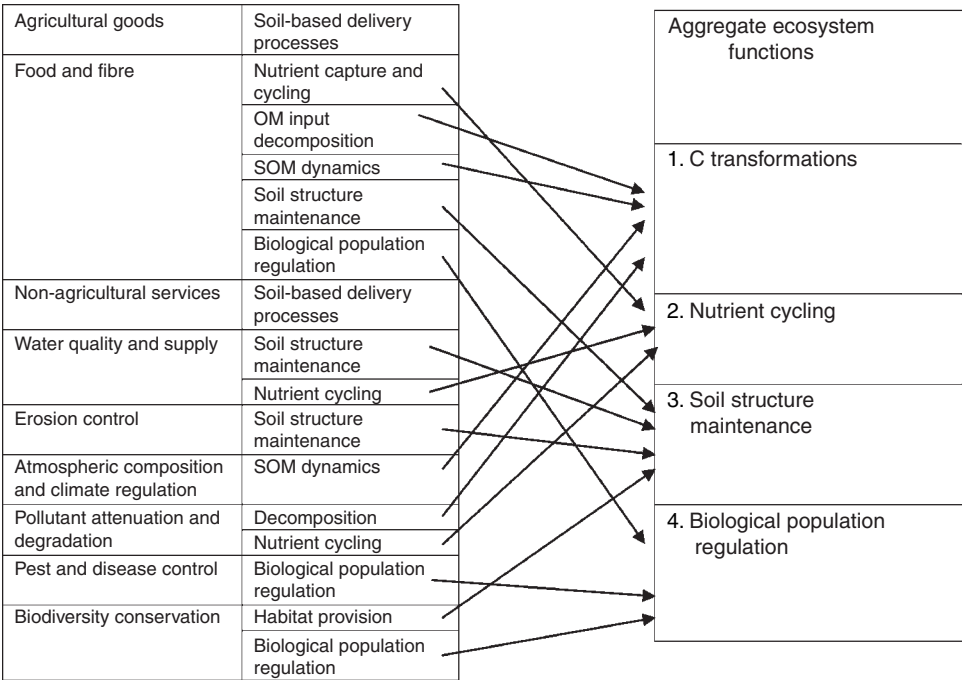 Agricultural goods
Soil-based delivery
processes
Food and fibre
Nutrient capture and
cycling
OM input
decomposition
SOM dynamics
Soil structure
maintenance
Biological population
regulation
Non-agricultural services
Soil-based delivery
processes
Water quality and supply
Soil structure
maintenance
Nutrient cycling
Erosion control
Soil structure
maintenance
Atmospheric composition
and climate regulation
SOM dynamics
Pollutant attenuation and
degradation
Decomposition
Nutrient cycling
Pest and disease control
Biological population
regulation
Biodiversity conservation
Habitat provision
Biological population
regulation
Aggregate ecosystem
functions
1. C transformations
2. Nutrient cycling
3. Soil structure
maintenance
4. Biological population
regulation